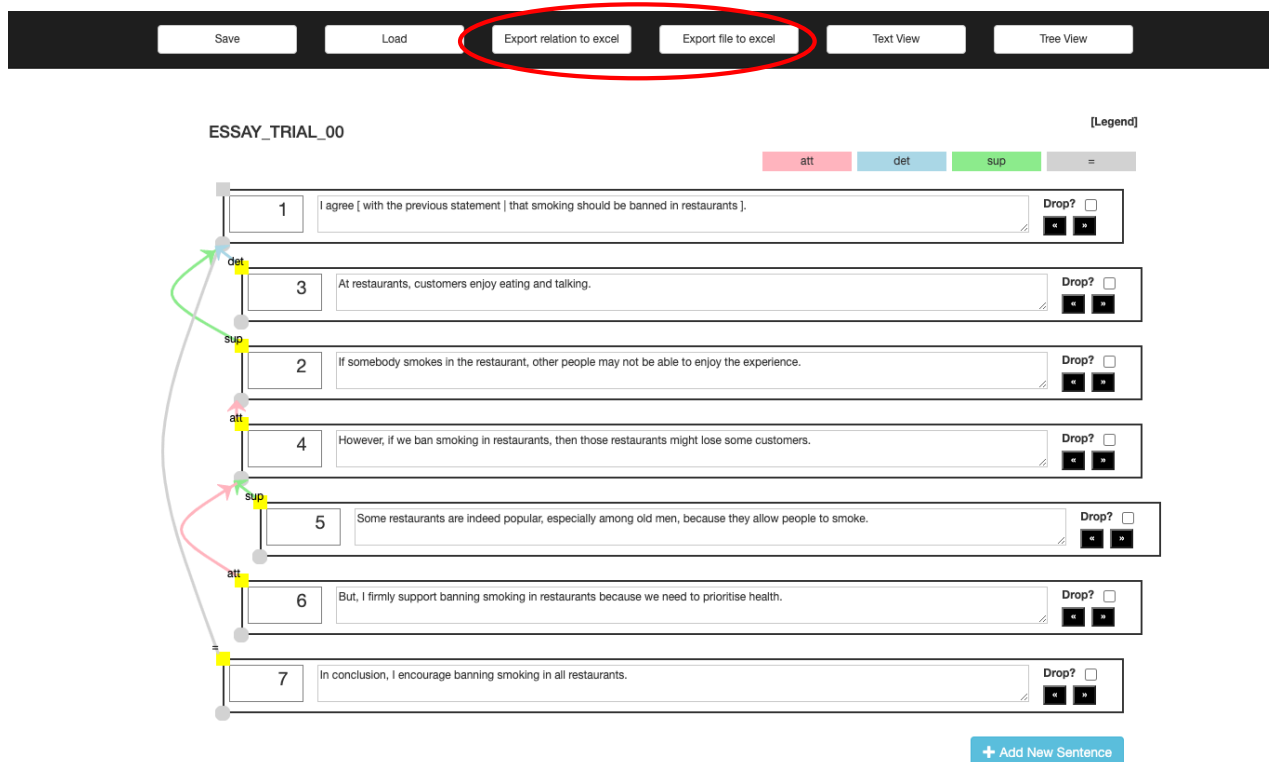 Save Load Export relation to excel Export file to excel Text View Tree View
[Legend]
ESSAY_TRIAL_00
att det sup =
1 I agree [ with the previous statement | that smoking should be banned in restaurants ]. Drop?
« »
det
3 At restaurants, customers enjoy eating and talking. Drop?
« »
sup
2 If somebody smokes in the restaurant, other people may not be able to enjoy the experience. Drop?
« »
att
4 However, if we ban smoking in restaurants, then those restaurants might lose some customers. Drop?
« »
sup
5 Some restaurants are indeed popular, especially among old men, because they allow people to smoke. Drop?
« »
att
6 But, I firmly support banning smoking in restaurants because we need to prioritise health. Drop?
« »
=
7 In conclusion, I encourage banning smoking in all restaurants. Drop?
« »
+ Add New Sentence